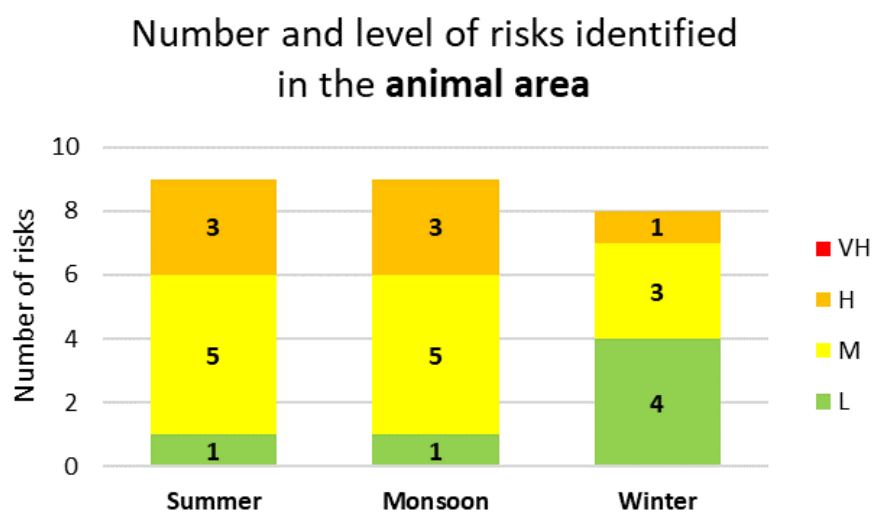 Number and level of risks identified
in the animal area
Number of risks
10
8
6
4
2
0
3
3
1
5
5
3
1
1
4
Summer
Monsoon
Winter
VH
H
M
L